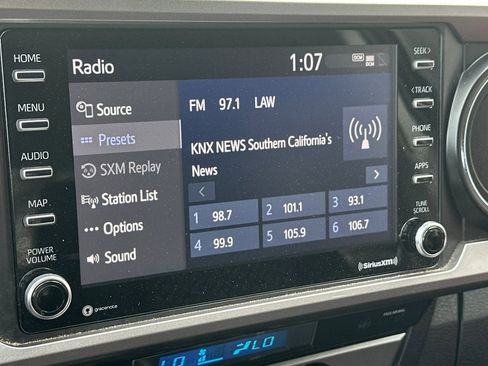 HOME
MENU
AUDIO
MAP
POWER
VOLUME
Radio
1:07
DCM
DCM
Source
Presets
SXM Replay
Station List
Options
Sound
FM 97.1 LAW
KNX NEWS Southern California's
News
1 98.7
2 101.1
3 93.1
4 99.9
5 105.9
6 106.7
SEEK>
<TRACK
PHONE
APPS
TUNE
SCROLL
gracenote
SiriusXM
LO
LO